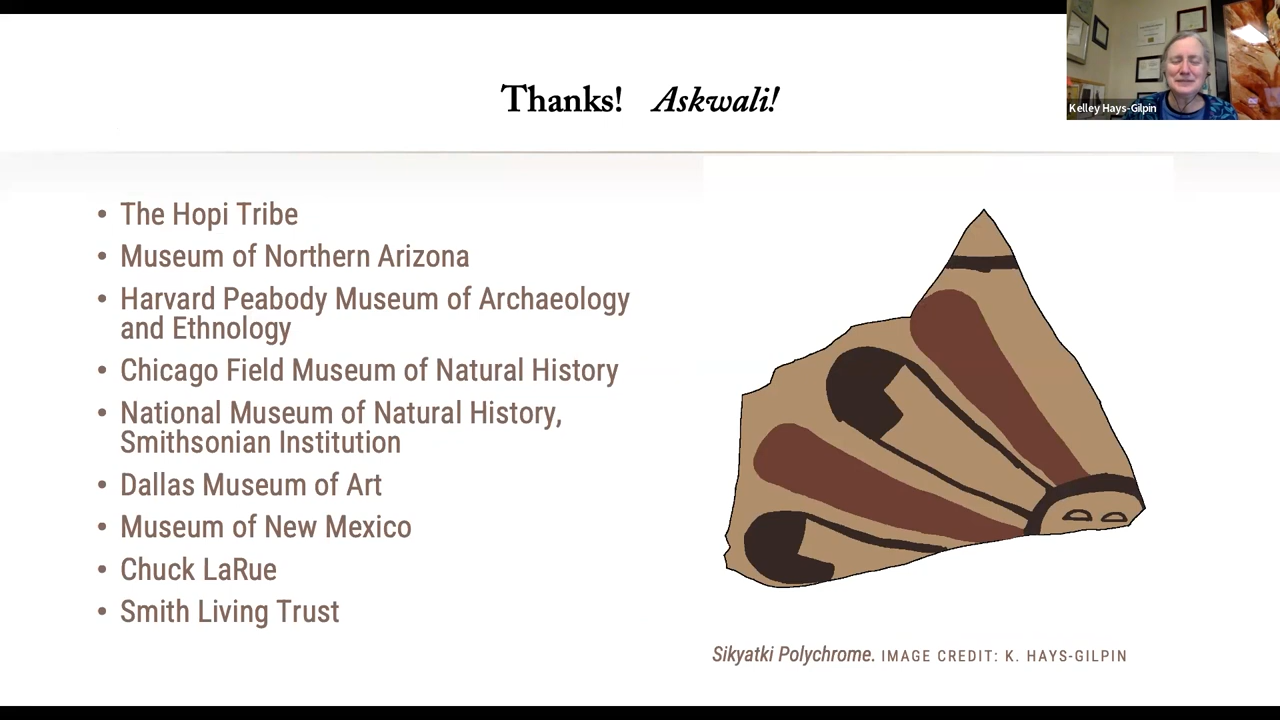 Kelley Hays-Gilpin
Thanks! Askwali!
• The Hopi Tribe
• Museum of Northern Arizona
• Harvard Peabody Museum of Archaeology
and Ethnology
• Chicago Field Museum of Natural History
• National Museum of Natural History,
Smithsonian Institution
• Dallas Museum of Art
• Museum of New Mexico
• Chuck LaRue
• Smith Living Trust
Sikyatki Polychrome. IMAGE CREDIT: K. HAYS-GILPIN